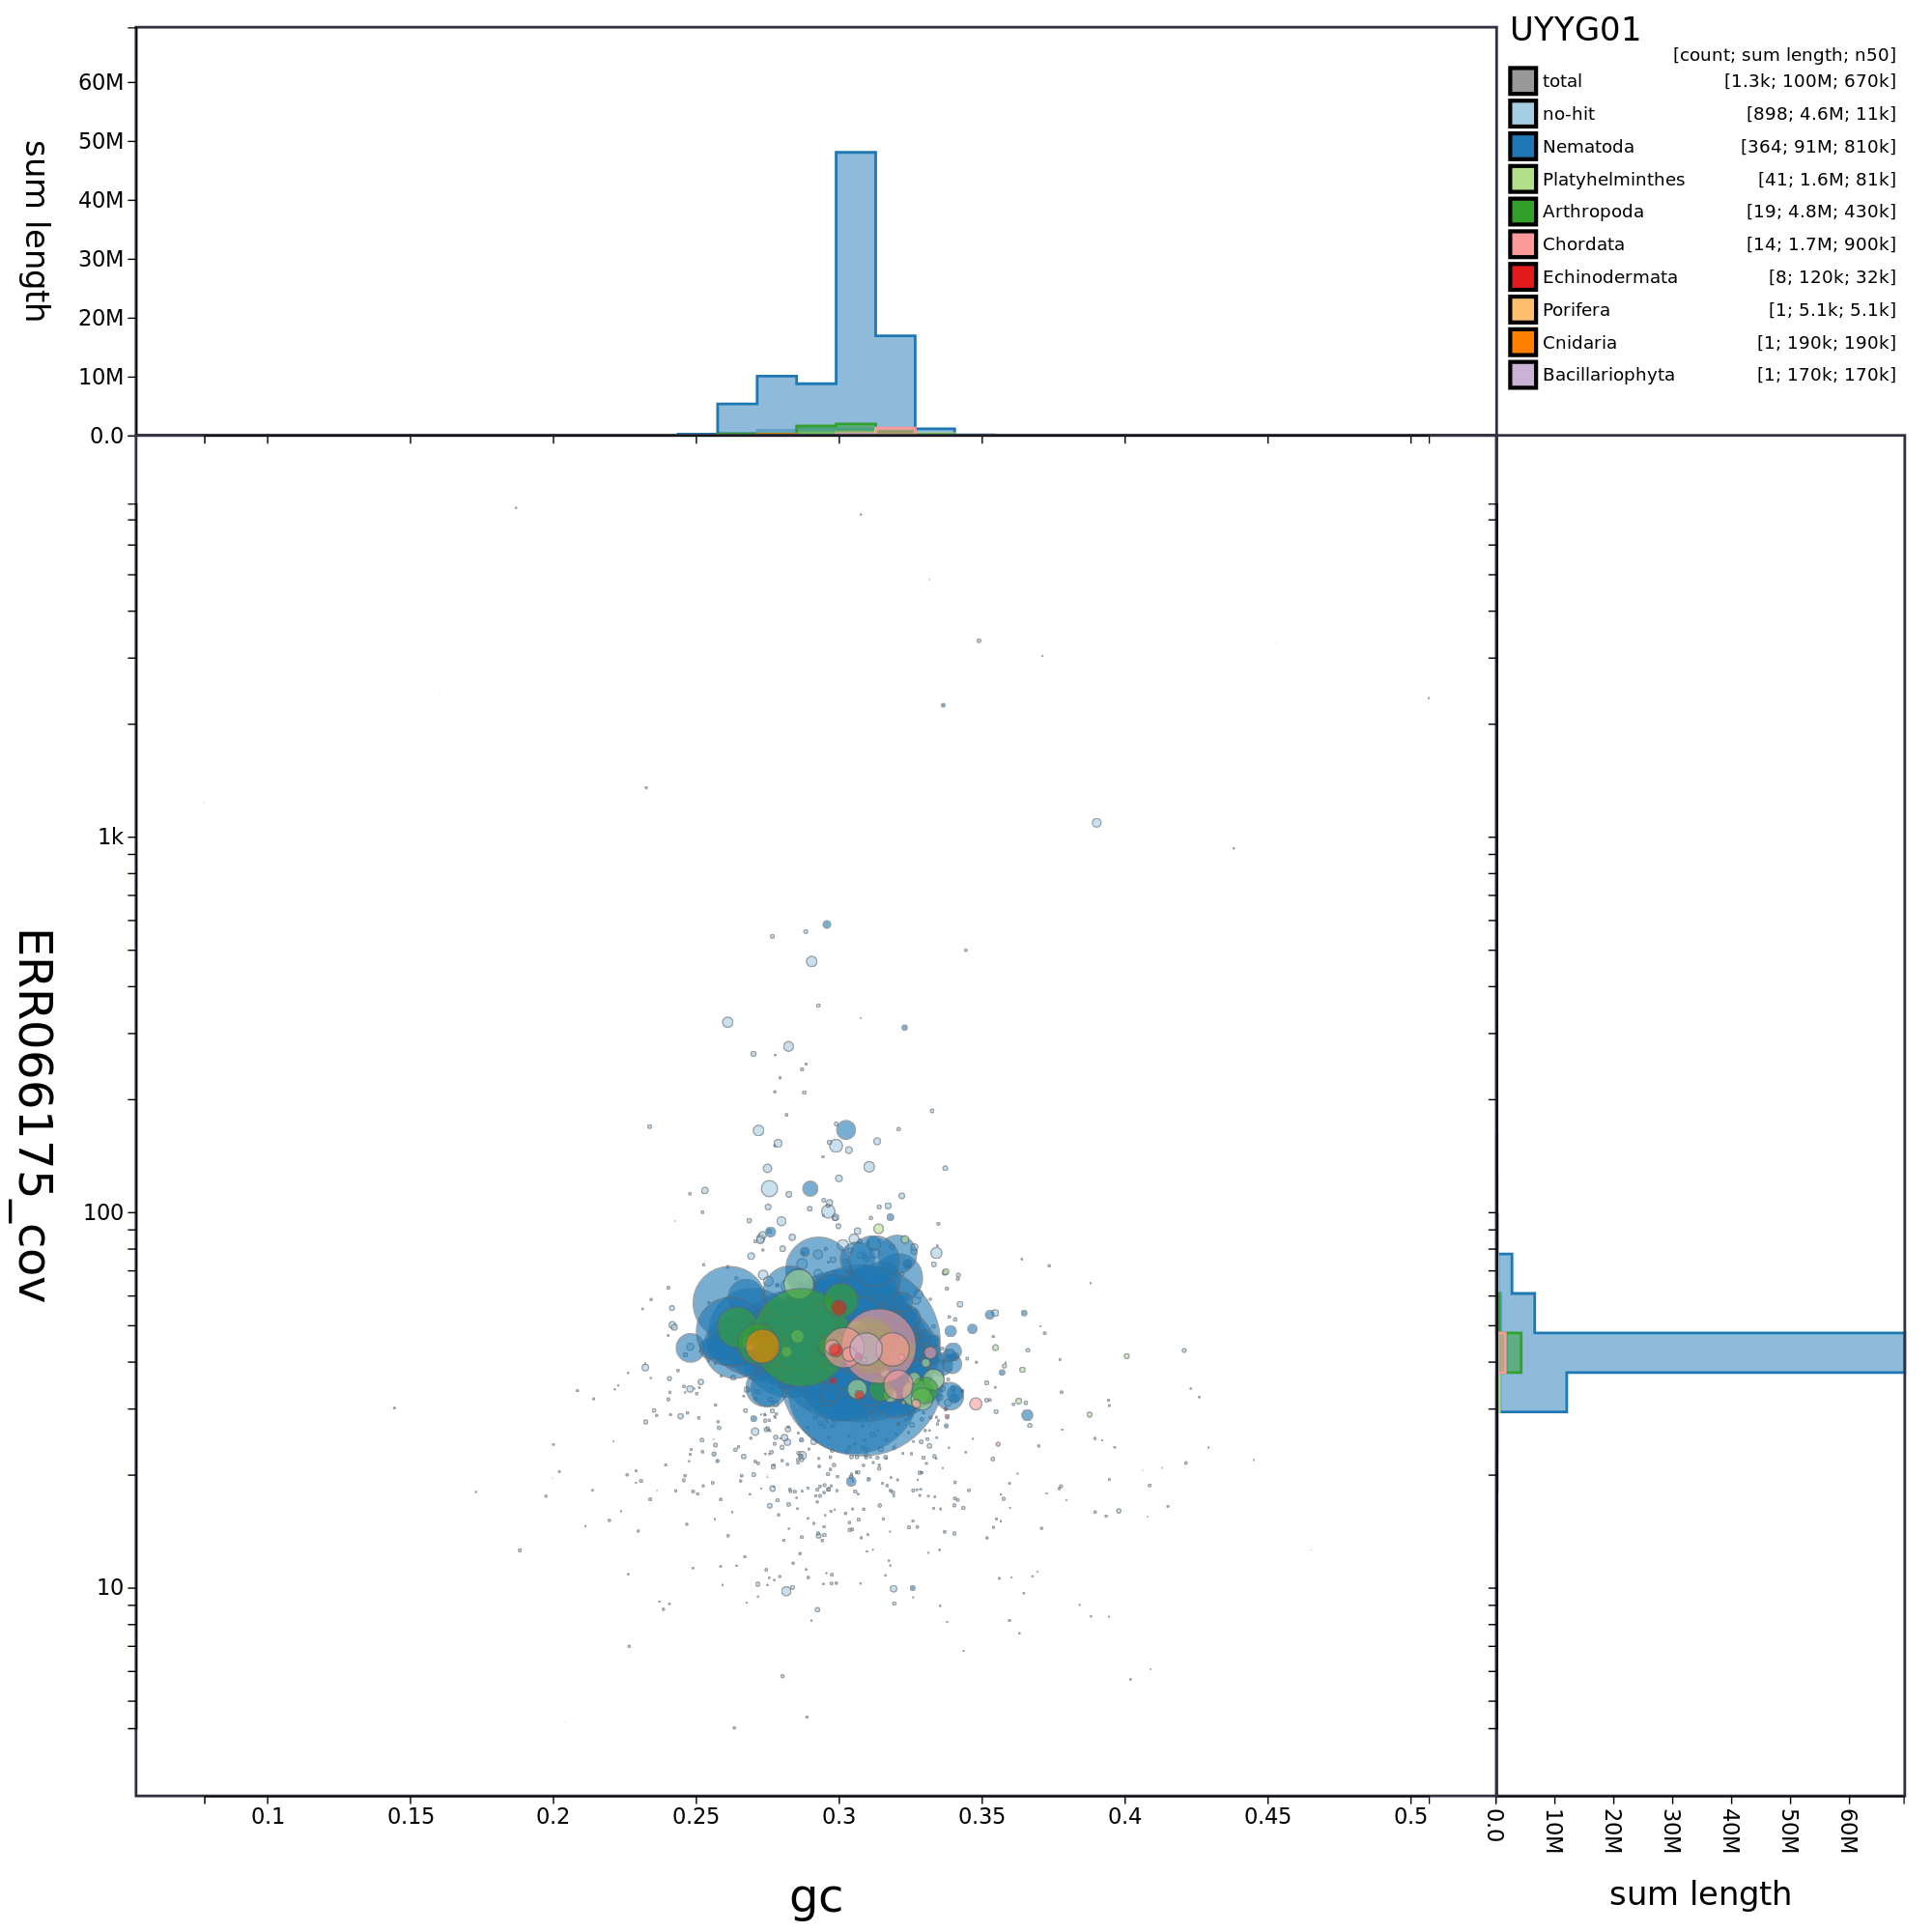 UYYG01
[count; sum length; n50]
total [1.3k; 100M; 670k]
no-hit [898; 4.6M; 11k]
Nematoda [364; 91M; 810k]
Platyhelminthes [41; 1.6M; 81k]
Arthropoda [19; 4.8M; 430k]
Chordata [14; 1.7M; 900k]
Echinodermata [8; 120k; 32k]
Porifera [1; 5.1k; 5.1k]
Cnidaria [1; 190k; 190k]
Bacillariophyta [1; 170k; 170k]
sum length
60M
50M
40M
30M
20M
10M
0.0
ERR066175_cov
1k
100
10
0.1 0.15 0.2 0.25 0.3 0.35 0.4 0.45 0.5
gc
0.0 10M 20M 30M 40M 50M 60M
sum length